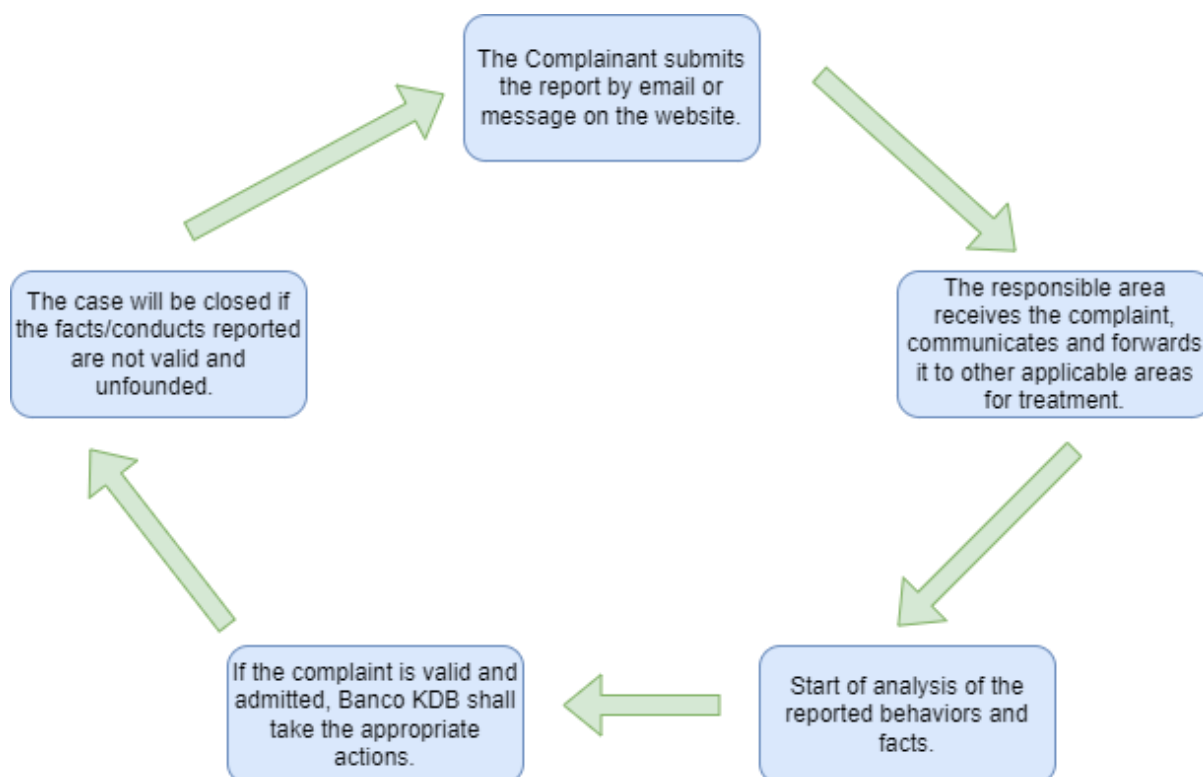 The Complainant submits
the report by email or
message on the website.
The responsible area
receives the complaint,
communicates and forwards
it to other applicable areas
for treatment.
Start of analysis of the
reported behaviors and
facts.
If the complaint is valid and
admitted, Banco KDB shall
take the appropriate
actions.
The case will be closed if
the facts/conducts reported
are not valid and
unfounded.